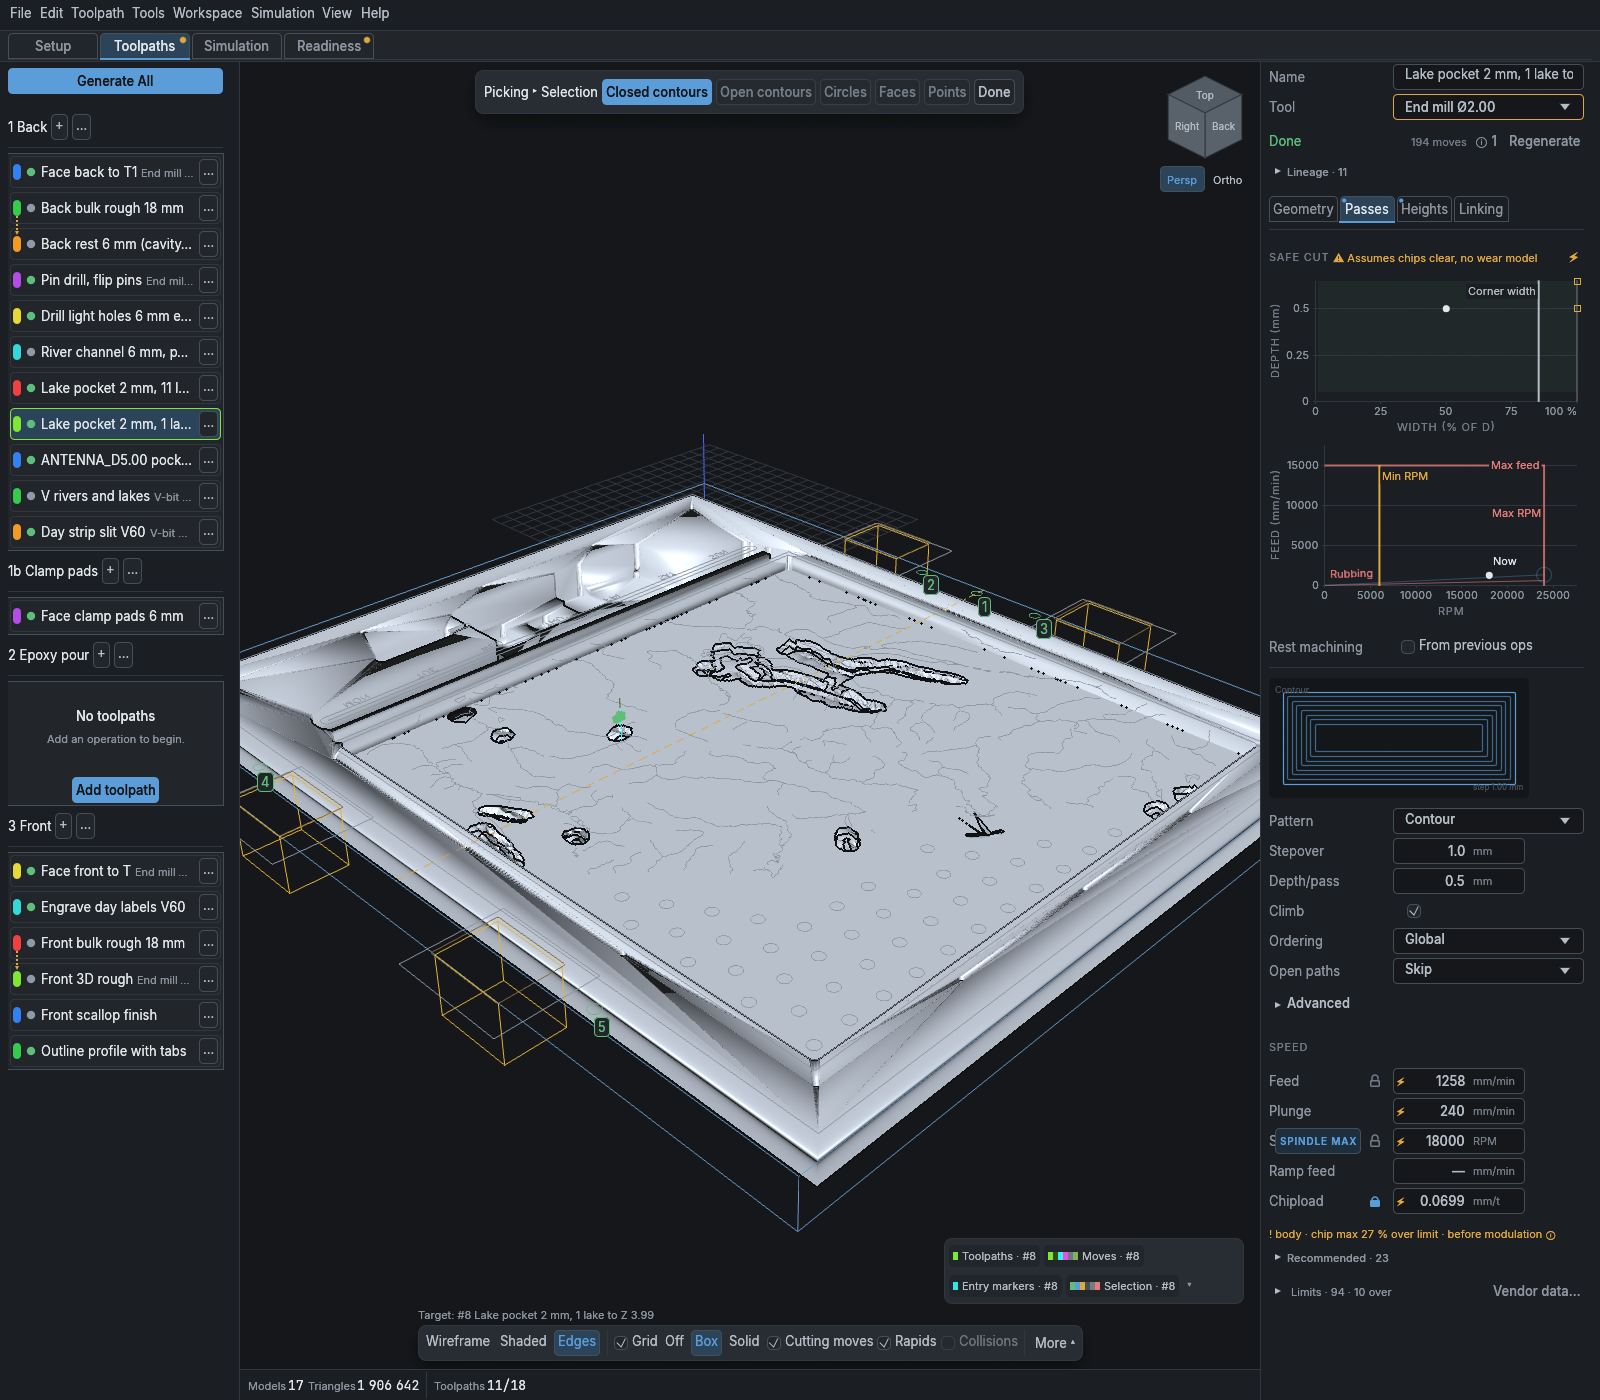 File Edit Toolpath Tools Workspace Simulation View Help
Setup Toolpaths Simulation Readiness
Generate All
1 Back + ...
Face back to T1 End mill ... ...
Back bulk rough 18 mm ...
Back rest 6 mm (cavity... ...
Pin drill, flip pins End mil... ...
Drill light holes 6 mm e... ...
River channel 6 mm, p... ...
Lake pocket 2 mm, 11 l... ...
Lake pocket 2 mm, 1 la... ...
ANTENNA_D5.00 pock... ...
V rivers and lakes V-bit ... ...
Day strip slit V60 V-bit ... ...
1b Clamp pads + ...
Face clamp pads 6 mm ...
2 Epoxy pour + ...
No toolpaths
Add an operation to begin.
Add toolpath
3 Front + ...
Face front to T End mill ... ...
Engrave day labels V60 ...
Front bulk rough 18 mm ...
Front 3D rough End mill ... ...
Front scallop finish ...
Outline profile with tabs ...
Picking ▸ Selection Closed contours Open contours Circles Faces Points Done
Top
Right Back
Persp Ortho
2
1
3
4
5
Toolpaths · #8 Moves · #8
Entry markers · #8 Selection · #8
Target: #8 Lake pocket 2 mm, 1 lake to Z 3.99
Wireframe Shaded Edges Grid Off Box Solid Cutting moves Rapids Collisions More
Models 17 Triangles 1 906 642 Toolpaths 11/18
Name Lake pocket 2 mm, 1 lake to
Tool End mill Ø2.00
Done 194 moves 1 Regenerate
Lineage · 11
Geometry Passes Heights Linking
SAFE CUT Assumes chips clear, no wear model
Corner width
DEPTH (mm)
0.5
0.25
0
0 25 50 75 100 %
WIDTH (% OF D)
FEED (mm/min)
15000
10000
5000
0
Max feed
Min RPM
Max RPM
Now
Rubbing
0 5000 10000 15000 20000 25000
RPM
Rest machining From previous ops
Contour
step 1.00 mm
Pattern Contour
Stepover 1.0 mm
Depth/pass 0.5 mm
Climb
Ordering Global
Open paths Skip
Advanced
SPEED
Feed 1258 mm/min
Plunge 240 mm/min
S SPINDLE MAX 18000 RPM
Ramp feed — mm/min
Chipload 0.0699 mm/t
! body · chip max 27 % over limit · before modulation
Recommended · 23
Limits · 94 · 10 over Vendor data...